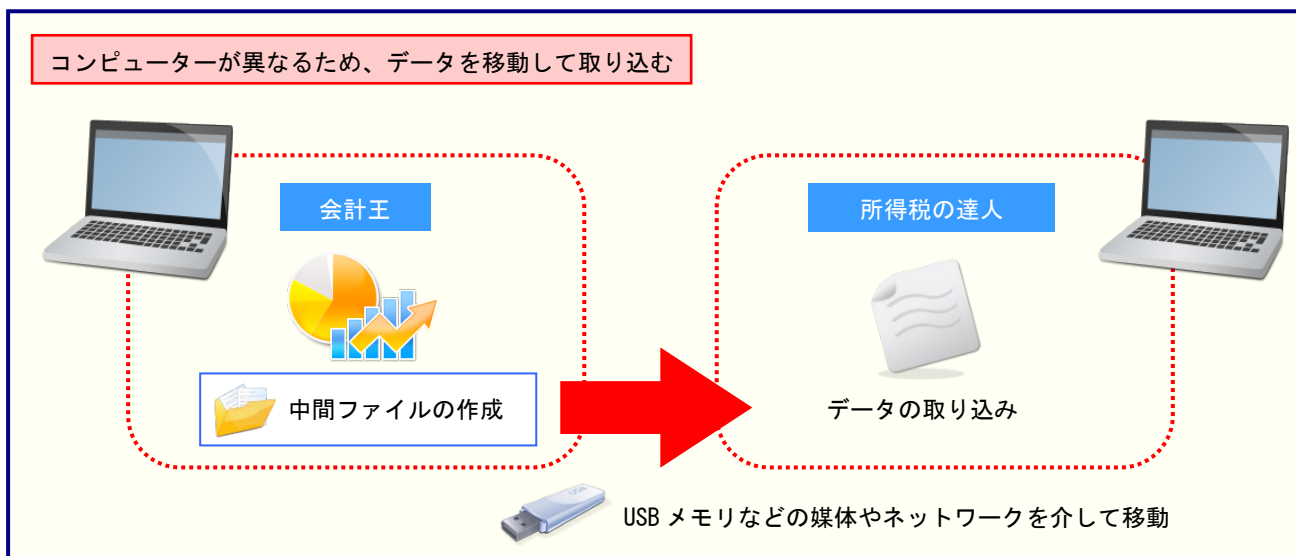 コンピューターが異なるため、データを移動して取り込む
会計王
所得税の達人
中間ファイルの作成
データの取り込み
USB
USB メモリなどの媒体やネットワークを介して移動